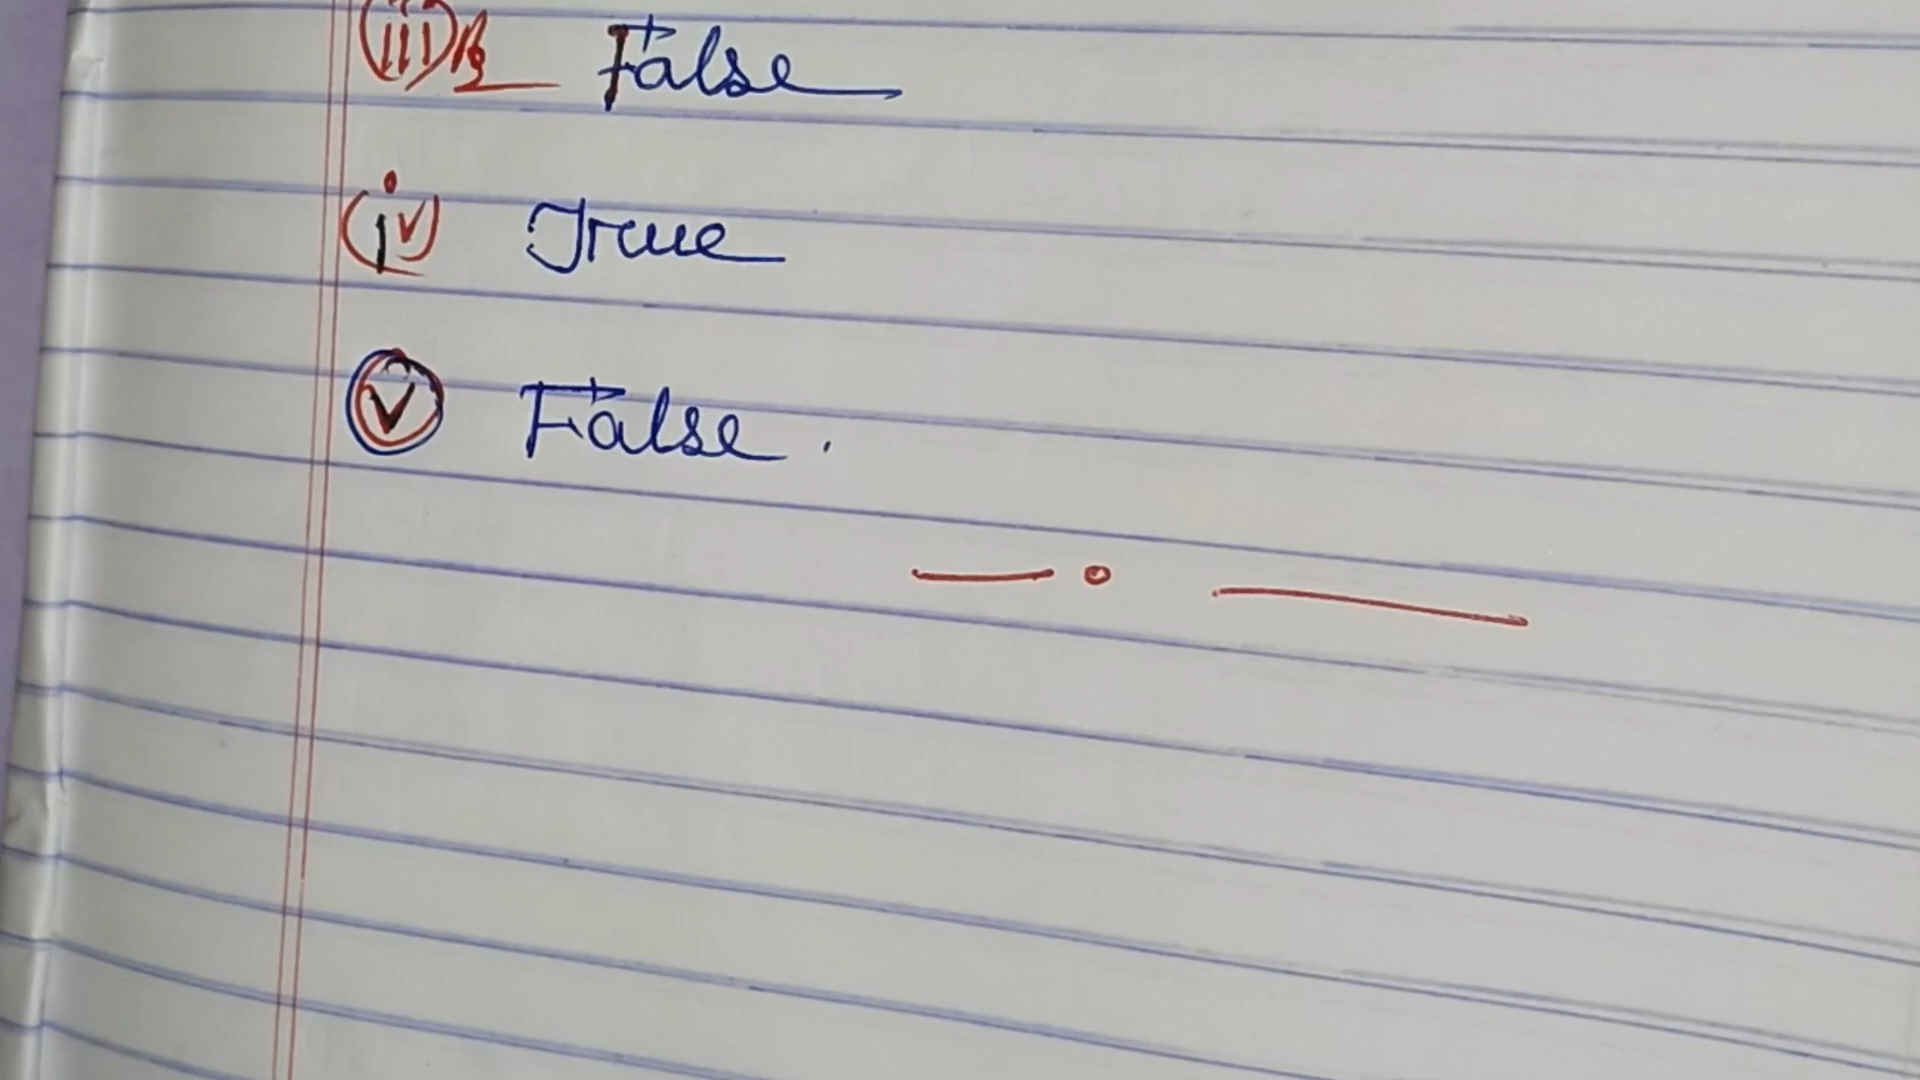 (iii) False
(iv) True
(v) False.